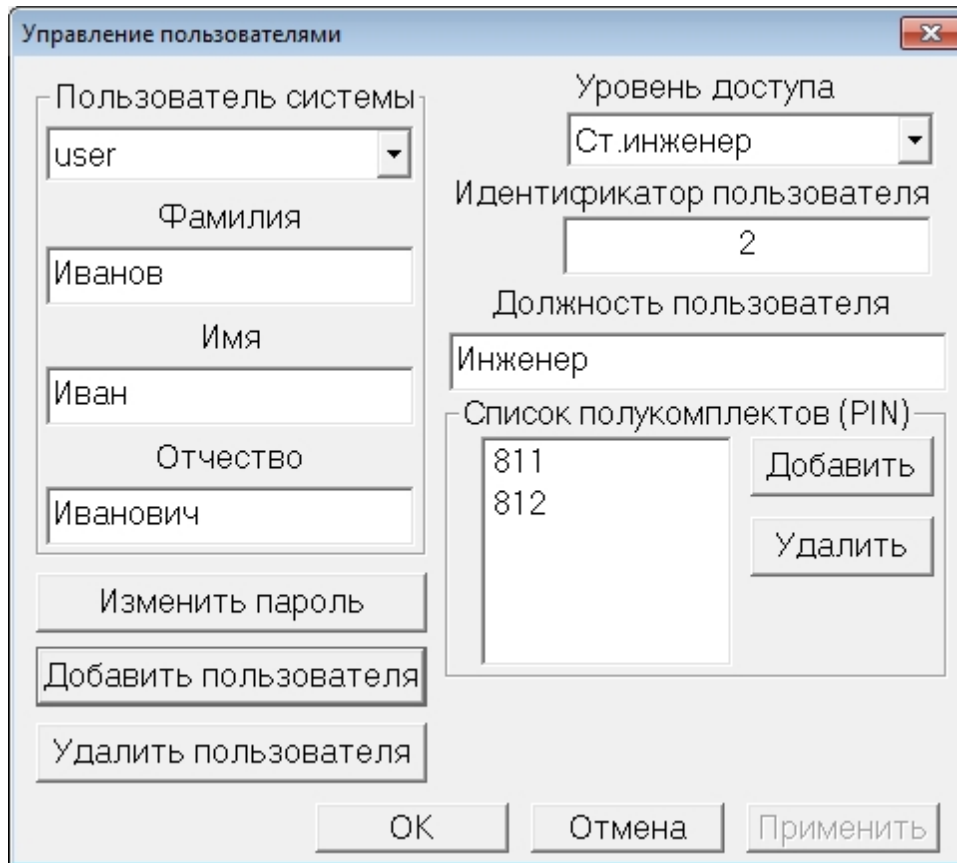 Управление пользователями
Пользователь системы
user
Фамилия
Иванов
Имя
Иван
Отчество
Иванович
Изменить пароль
Добавить пользователя
Удалить пользователя
Уровень доступа
Ст.инженер
Идентификатор пользователя
2
Должность пользователя
Инженер
Список полукомплектов (PIN)
811
812
Добавить
Удалить
OK
Отмена
Применить